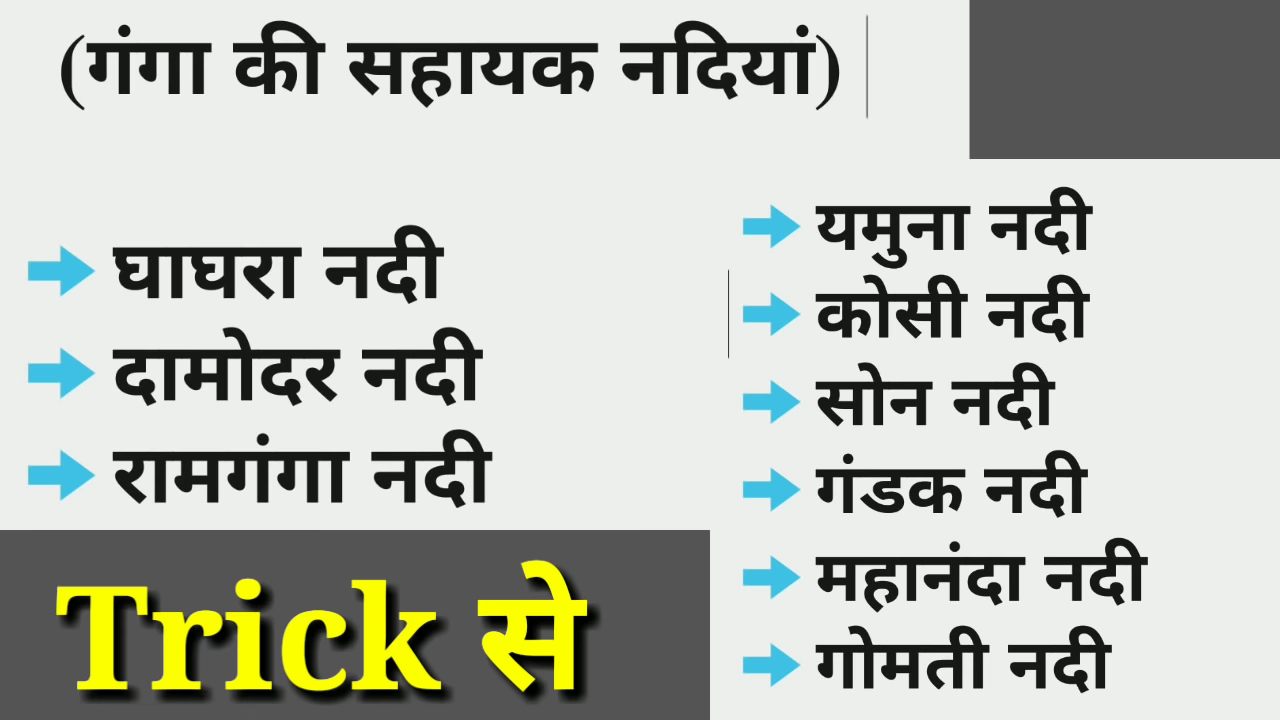 (गंगा की सहायक नदियां)
घाघरा नदी
दामोदर नदी
रामगंगा नदी
यमुना नदी
कोसी नदी
सोन नदी
गंडक नदी
महानंदा नदी
गोमती नदी
Trick से